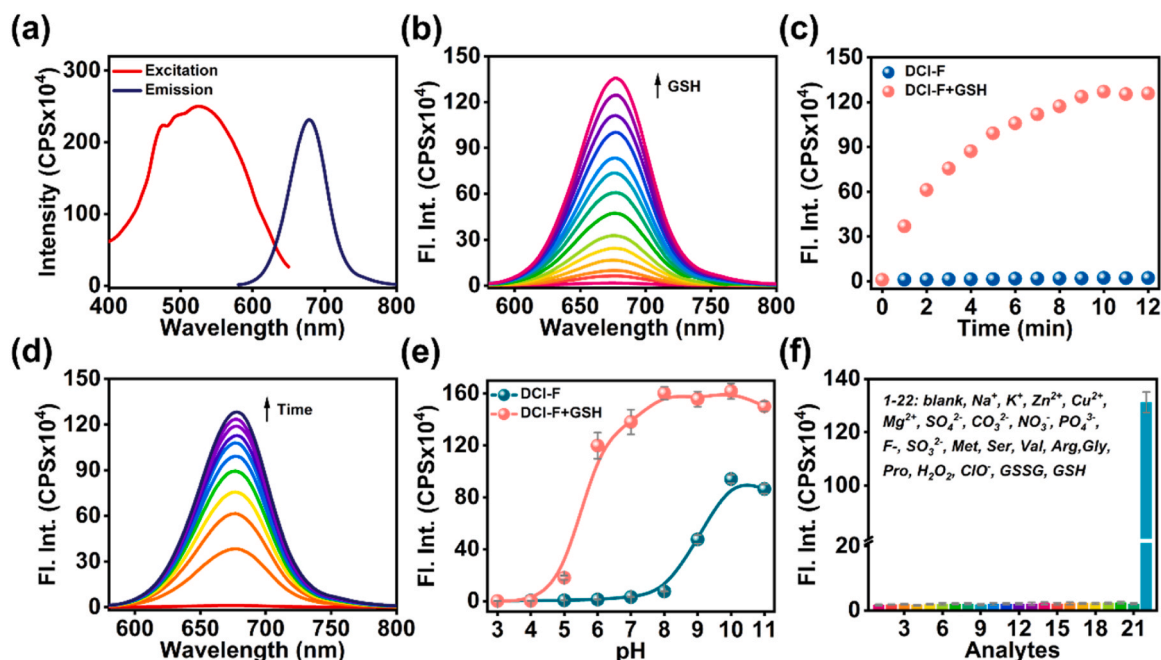 (a)
300
200
100
0
Intensity (CPSx10⁴)
Excitation
Emission
400 500 600 700 800
Wavelength (nm)
(b)
150
120
90
60
30
0
Fl. Int. (CPSx10⁴)
GSH
600 650 700 750 800
Wavelength (nm)
(c)
150
120
90
60
30
0
Fl. Int. (CPSx10⁴)
DCI-F
DCI-F+GSH
0 2 4 6 8 10 12
Time (min)
(d)
150
120
90
60
30
0
Fl. Int. (CPSx10⁴)
Time
600 650 700 750 800
Wavelength (nm)
(e)
160
120
80
40
0
Fl. Int. (CPSx10⁴)
DCI-F
DCI-F+GSH
3 4 5 6 7 8 9 10 11
pH
(f)
140
120
100
20
0
Fl. Int. (CPSx10⁴)
1-22: blank, Na⁺, K⁺, Zn²⁺, Cu²⁺,
Mg²⁺, SO₄²⁻, CO₃²⁻, NO₃⁻, PO₄³⁻,
F-, SO₃²⁻, Met, Ser, Val, Arg,Gly,
Pro, H₂O₂, ClO⁻, GSSG, GSH
3 6 9 12 15 18 21
Analytes